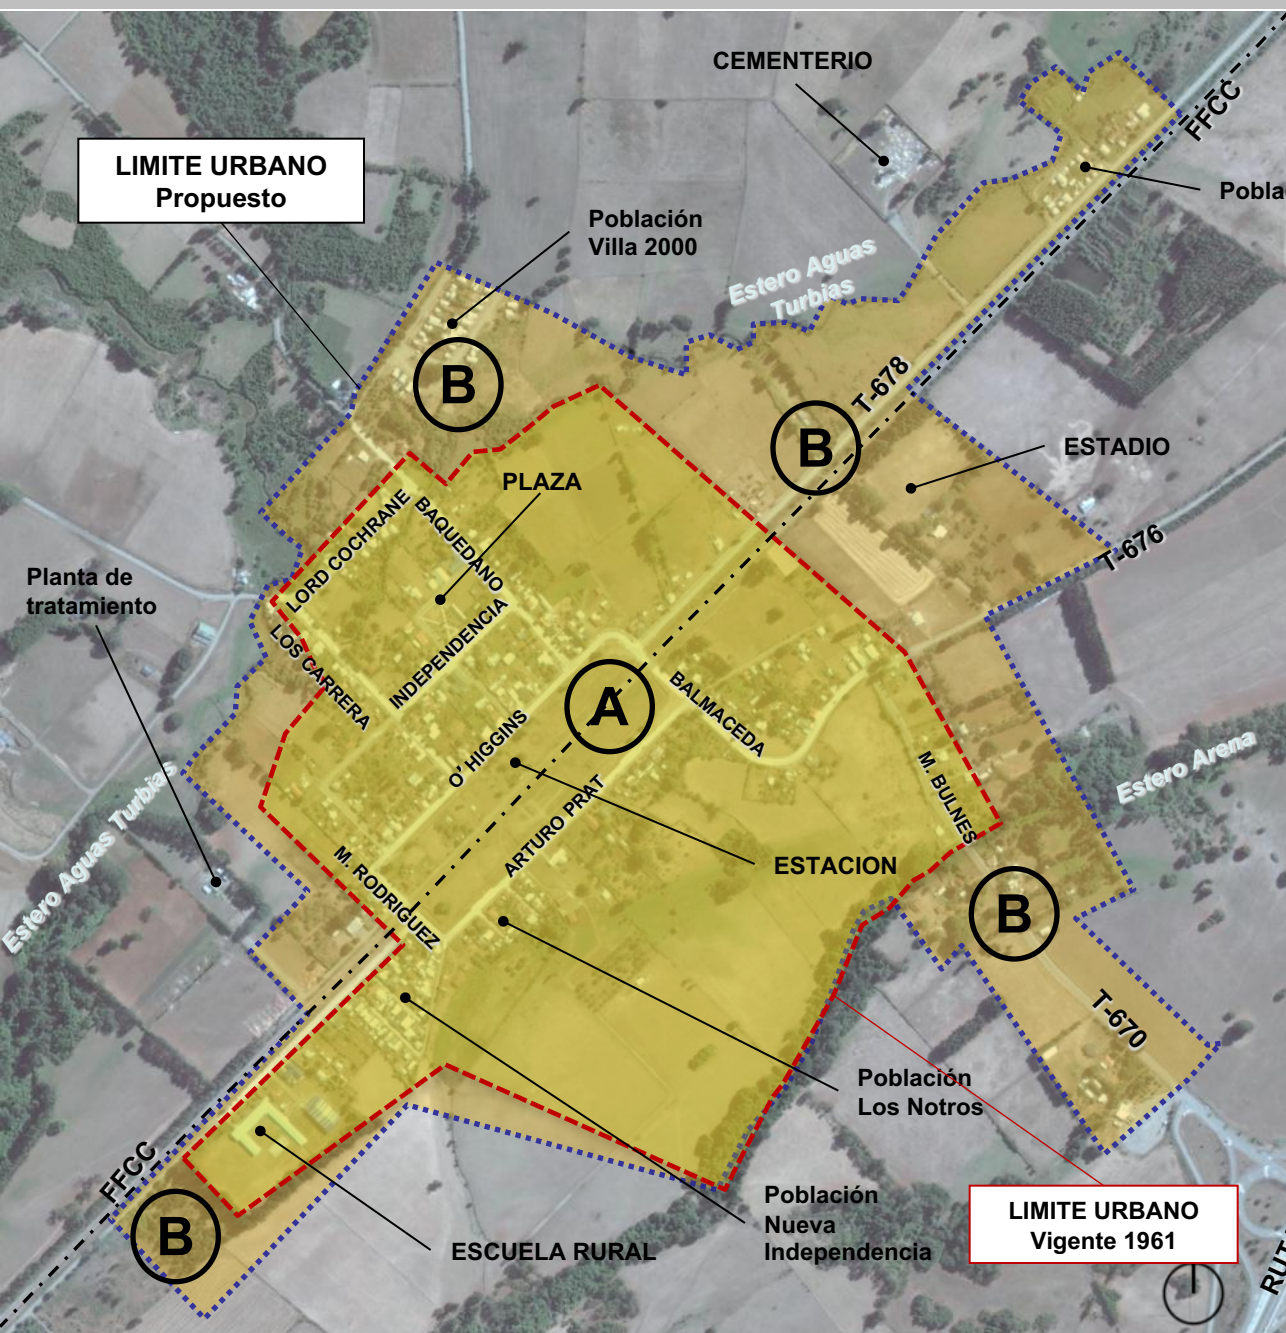 CEMENTERIO
FFCC
LIMITE URBANO
Propuesto
Población
Villa 2000
Estero Aguas
Turbias
B
T-678
B
ESTADIO
PLAZA
LORD COCHRANE
BAQUEDANO
T-676
Planta de
tratamiento
INDEPENDENCIA
LOS CARRERA
A
BALMACEDA
O' HIGGINS
Estero Arena
M. BULNES
Estero Aguas Turbias
ARTURO PRAT
ESTACION
M. RODRIGUEZ
B
T-670
Población
Los Notros
FFCC
B
ESCUELA RURAL
Población
Nueva
Independencia
LIMITE URBANO
Vigente 1961